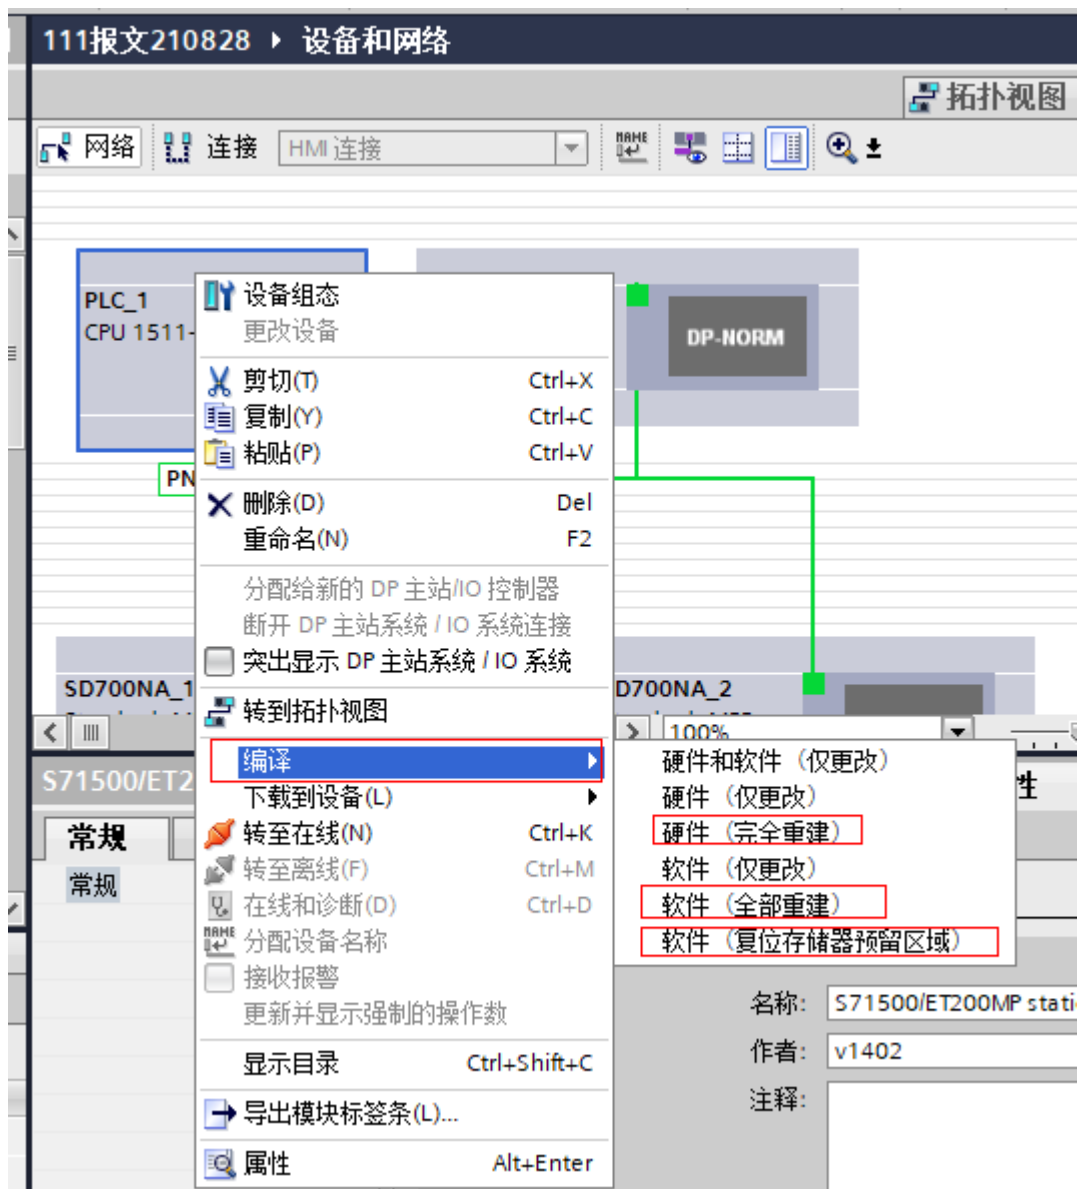 111报文210828 ▸ 设备和网络
拓扑视图
网络 连接 HMI 连接
PLC_1
CPU 1511-
DP-NORM
PN
SD700NA_1
D700NA_2
100%
设备组态
更改设备
剪切(T) Ctrl+X
复制(Y) Ctrl+C
粘贴(P) Ctrl+V
删除(D) Del
重命名(N) F2
分配给新的 DP 主站/IO 控制器
断开 DP 主站系统 / IO 系统连接
突出显示 DP 主站系统 / IO 系统
转到拓扑视图
编译
下载到设备(L)
转至在线(N) Ctrl+K
转至离线(F) Ctrl+M
在线和诊断(D) Ctrl+D
分配设备名称
接收报警
更新并显示强制的操作数
显示目录 Ctrl+Shift+C
导出模块标签条(L)...
属性 Alt+Enter
硬件和软件（仅更改）
硬件（仅更改）
硬件（完全重建）
软件（仅更改）
软件（全部重建）
软件（复位存储器预留区域）
S71500/ET2
性
常规
常规
名称: S71500/ET200MP stati
作者: v1402
注释: